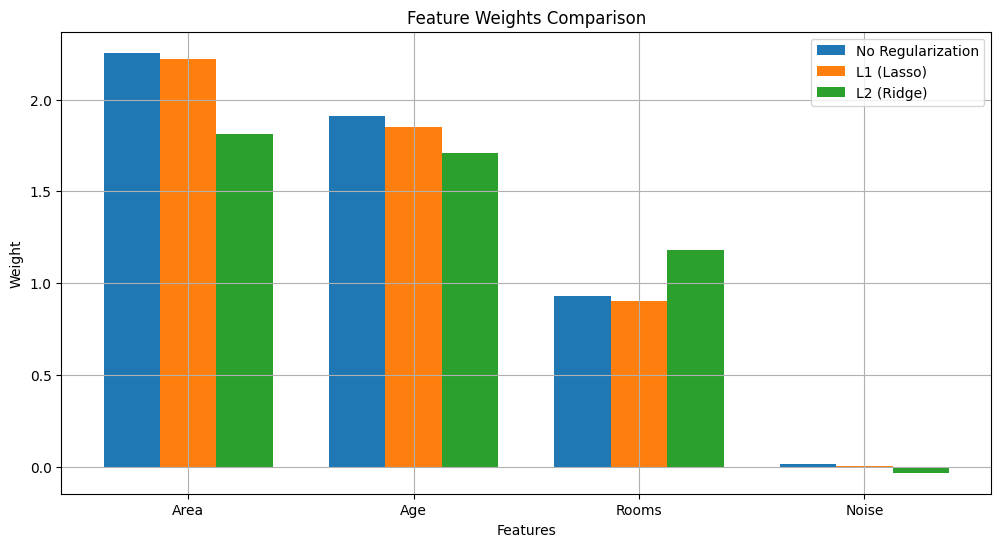 Feature Weights Comparison
No Regularization
L1 (Lasso)
L2 (Ridge)
2.0
1.5
1.0
0.5
0.0
Weight
Area
Age
Rooms
Noise
Features